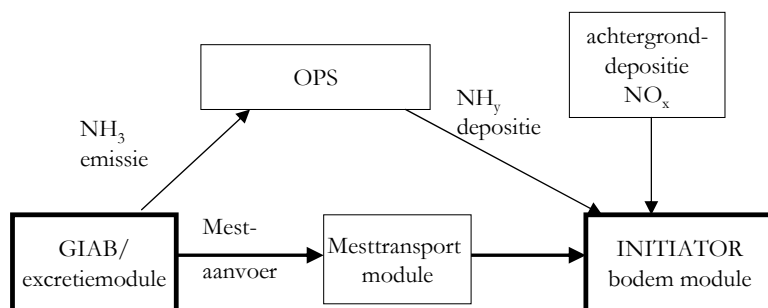 OPS
achtergrond-
depositie
NOx
NH3
emissie
NHy
depositie
GIAB/
excretiemodule
Mest-
aanvoer
Mesttransport
module
INITIATOR
bodem module